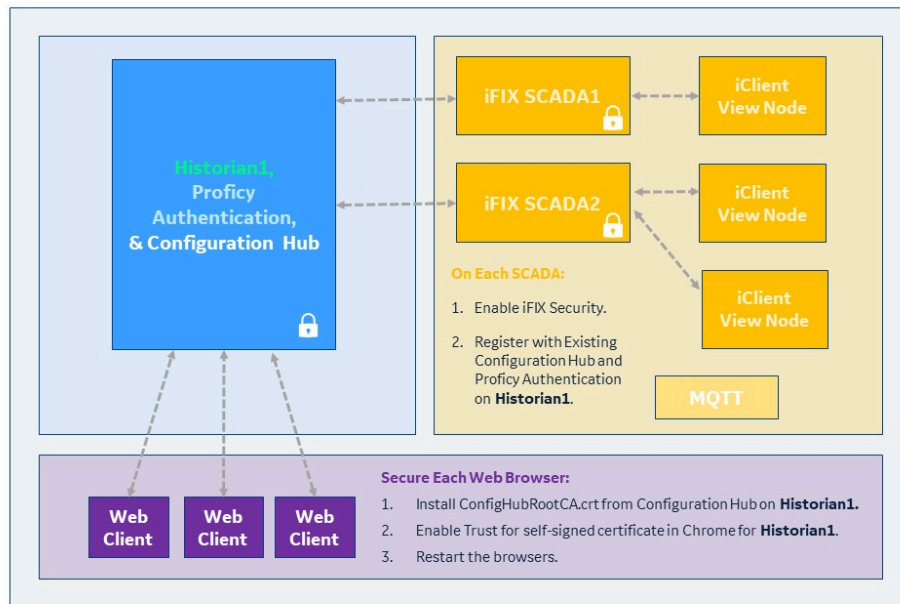 Historian1,
Proficy
Authentication,
& Configuration Hub
iFIX SCADA1
iClient
View Node
iFIX SCADA2
iClient
View Node
iClient
View Node
On Each SCADA:
1. Enable iFIX Security.
2. Register with Existing
Configuration Hub and
Proficy Authentication
on Historian1.
MQTT
Web
Client
Web
Client
Web
Client
Secure Each Web Browser:
1. Install ConfigHubRootCA.crt from Configuration Hub on Historian1.
2. Enable Trust for self-signed certificate in Chrome for Historian1.
3. Restart the browsers.